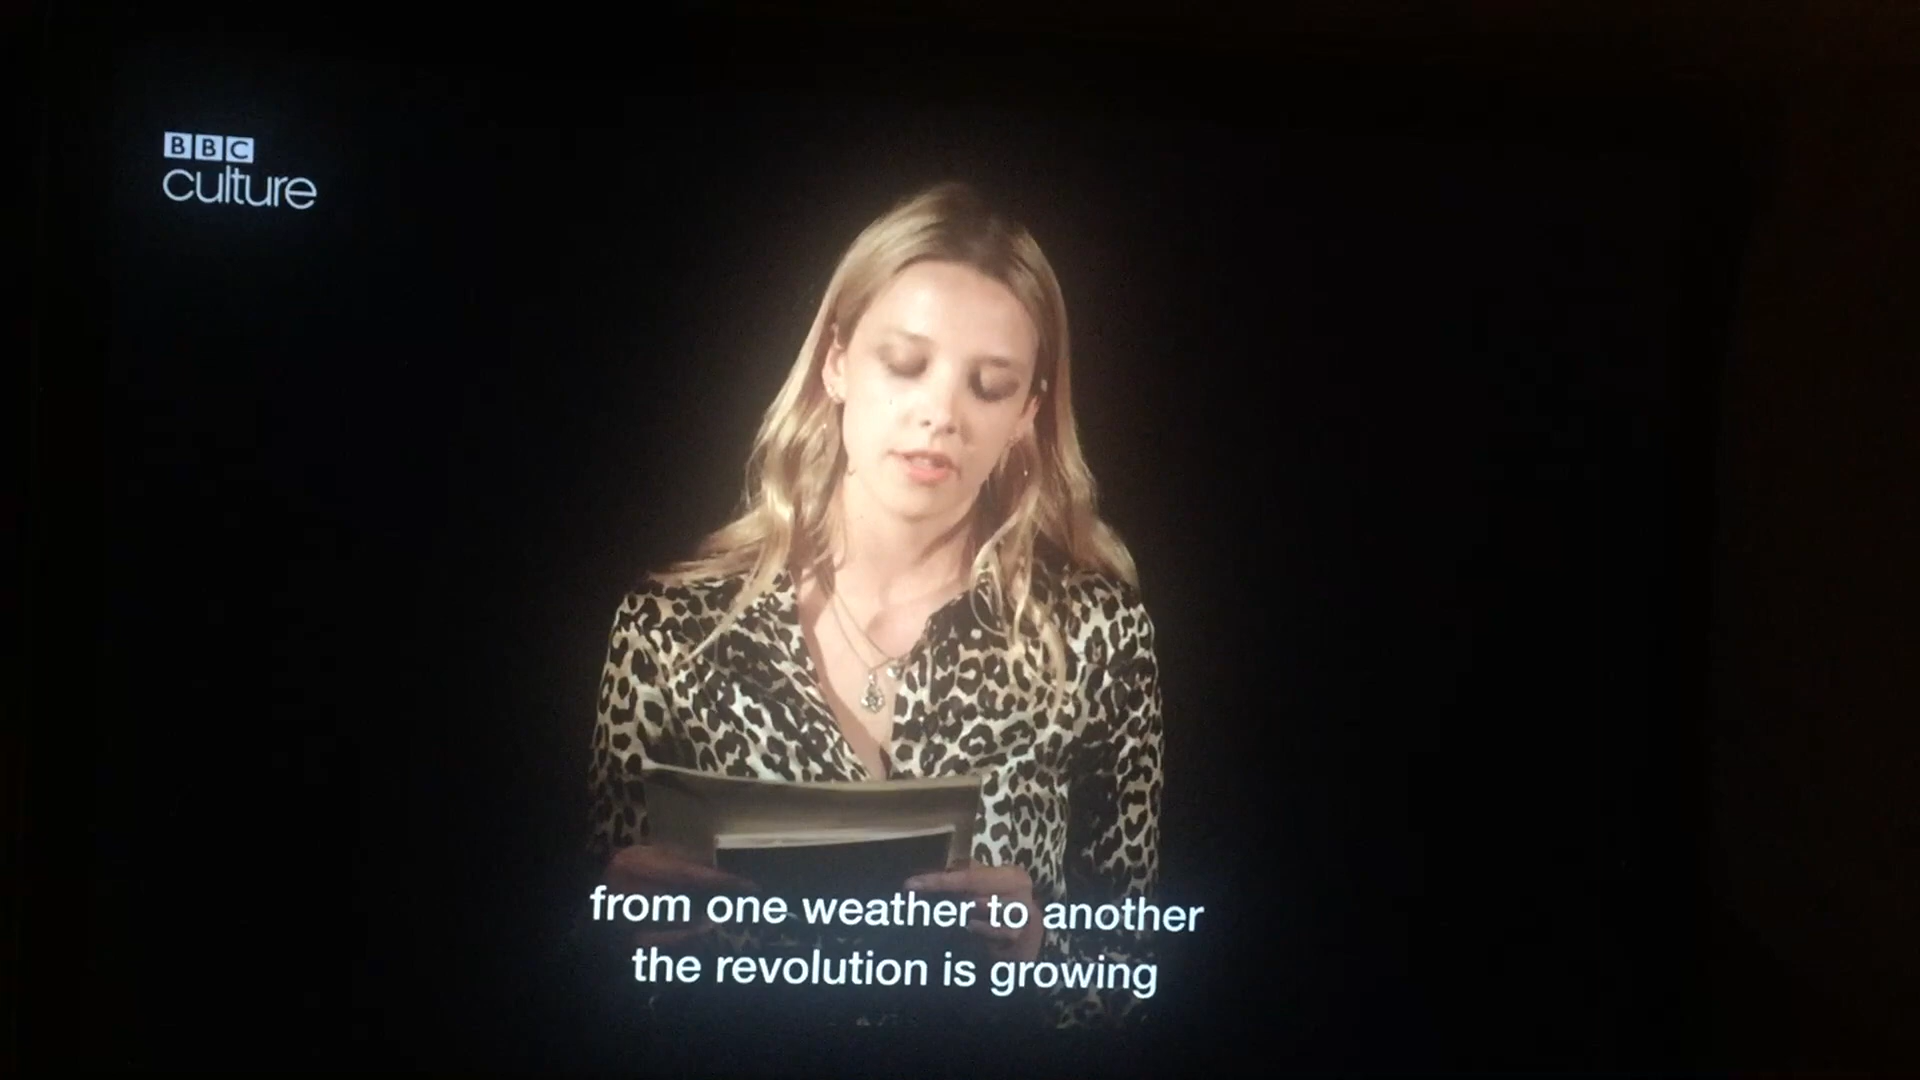 BBC
culture
from one weather to another
the revolution is growing